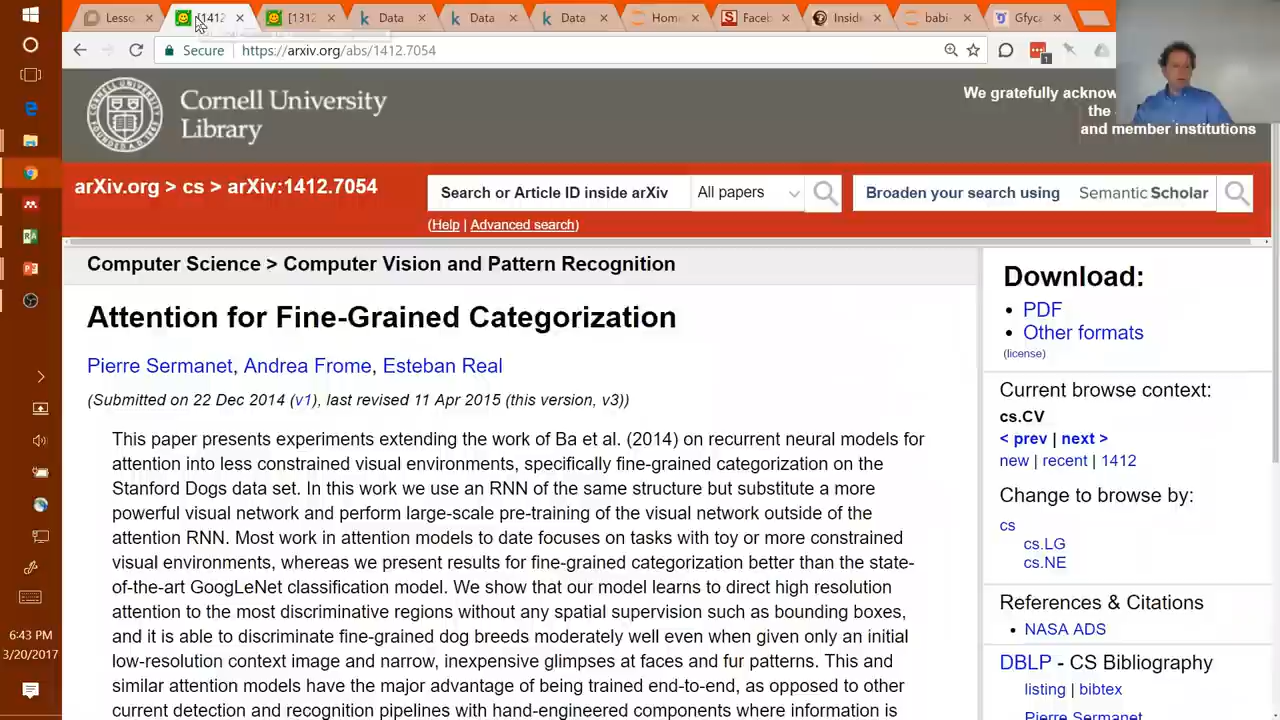 Lesso
[1412
[1312
Data
Data
Data
Home
Faceb
Inside
babi-
Gfyca
Secure https://arxiv.org/abs/1412.7054
1
Cornell University
Library
We gratefully acknow
the
and member institutions
arXiv.org > cs > arXiv:1412.7054
Search or Article ID inside arXiv
All papers
Broaden your search using Semantic Scholar
(Help | Advanced search)
Computer Science > Computer Vision and Pattern Recognition
Attention for Fine-Grained Categorization
Pierre Sermanet, Andrea Frome, Esteban Real
(Submitted on 22 Dec 2014 (v1), last revised 11 Apr 2015 (this version, v3))
This paper presents experiments extending the work of Ba et al. (2014) on recurrent neural models for
attention into less constrained visual environments, specifically fine-grained categorization on the
Stanford Dogs data set. In this work we use an RNN of the same structure but substitute a more
powerful visual network and perform large-scale pre-training of the visual network outside of the
attention RNN. Most work in attention models to date focuses on tasks with toy or more constrained
visual environments, whereas we present results for fine-grained categorization better than the state-
of-the-art GoogLeNet classification model. We show that our model learns to direct high resolution
attention to the most discriminative regions without any spatial supervision such as bounding boxes,
and it is able to discriminate fine-grained dog breeds moderately well even when given only an initial
low-resolution context image and narrow, inexpensive glimpses at faces and fur patterns. This and
similar attention models have the major advantage of being trained end-to-end, as opposed to other
current detection and recognition pipelines with hand-engineered components where information is
Download:
PDF
Other formats
(license)
Current browse context:
cs.CV
< prev | next >
new | recent | 1412
Change to browse by:
cs
cs.LG
cs.NE
References & Citations
NASA ADS
DBLP - CS Bibliography
listing | bibtex
Pierre Sermanet
6:43 PM
3/20/2017